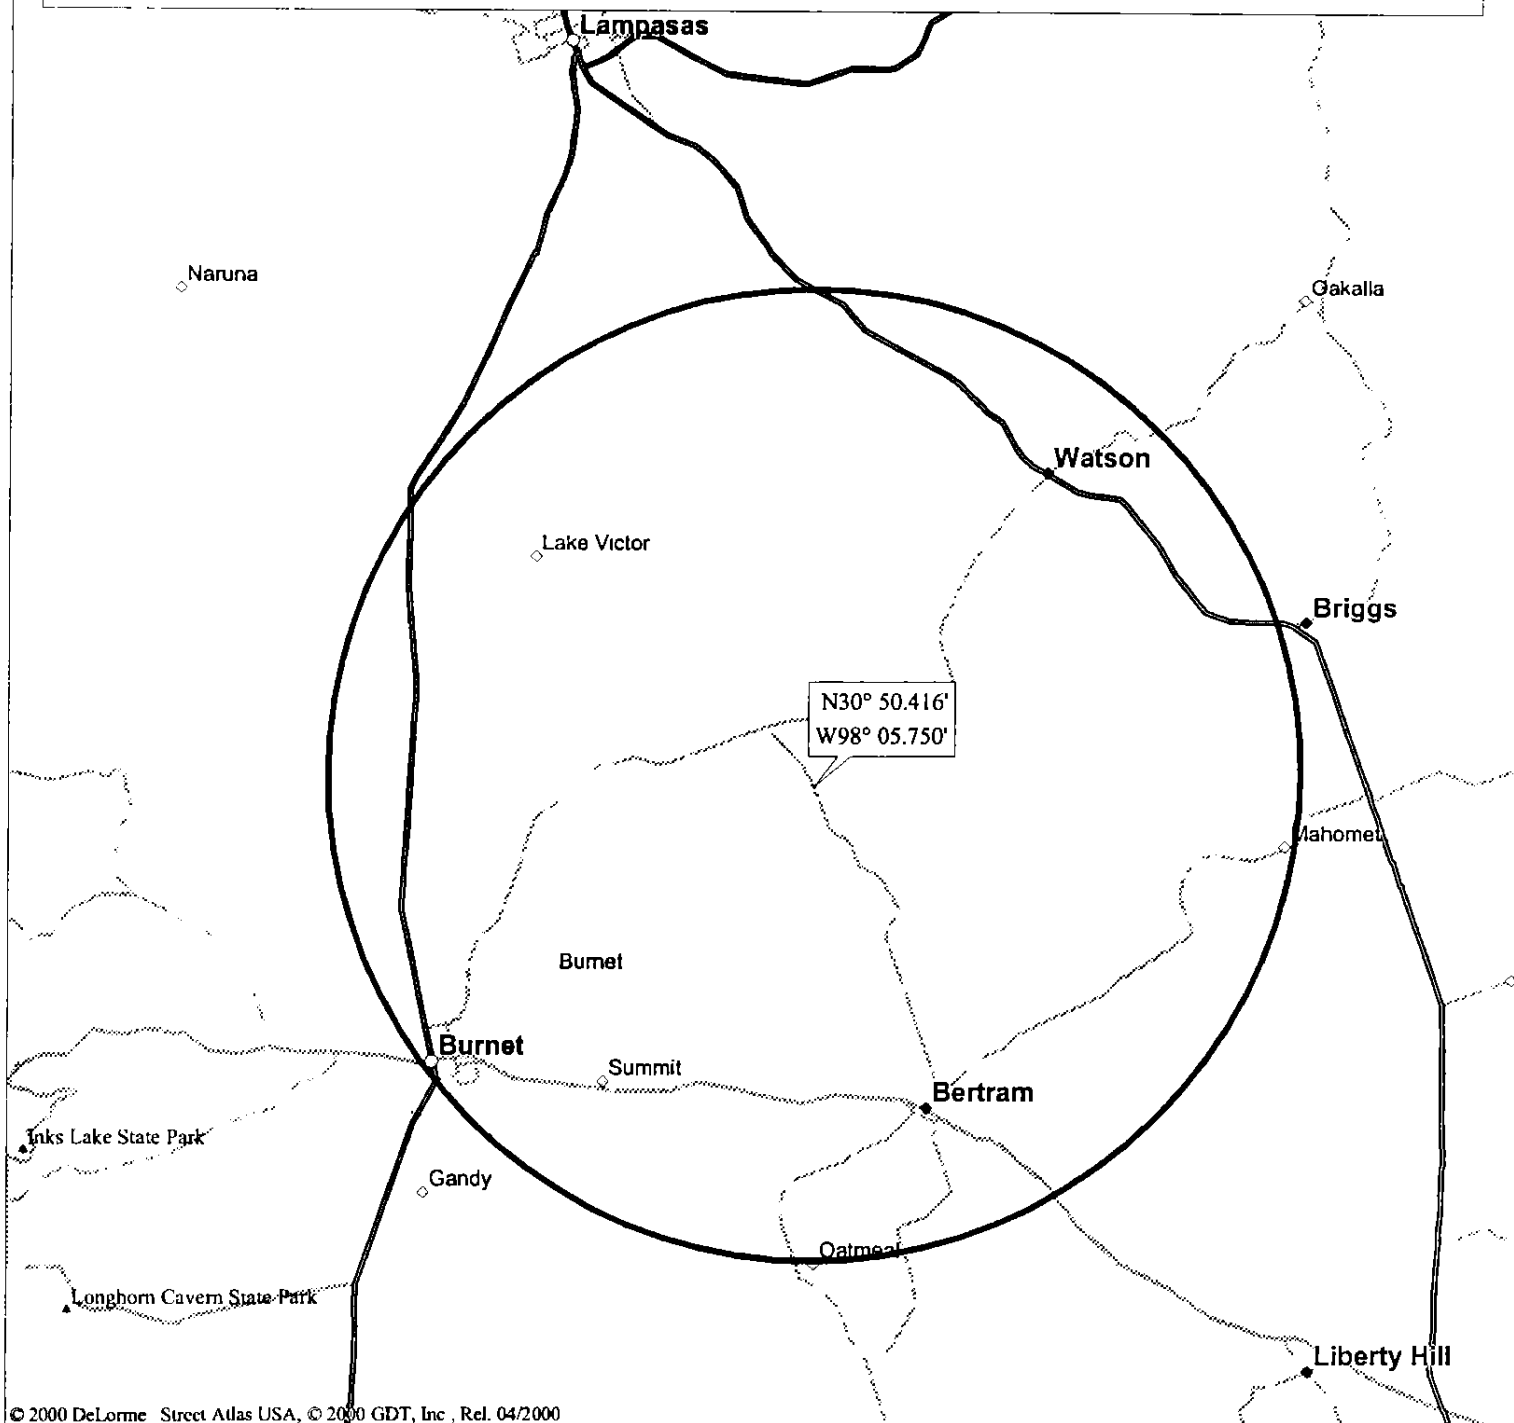 Lampasas
Naruna
Oakalla
Watson
Lake Victor
Briggs
N30° 50.416'
W98° 05.750'
Mahomet
Burnet
Burnet
Summit
Bertram
Inks Lake State Park
Gandy
Oatmeal
Longhorn Cavern State Park
Liberty Hill
© 2000 DeLorme Street Atlas USA, © 2000 GDT, Inc., Rel. 04/2000